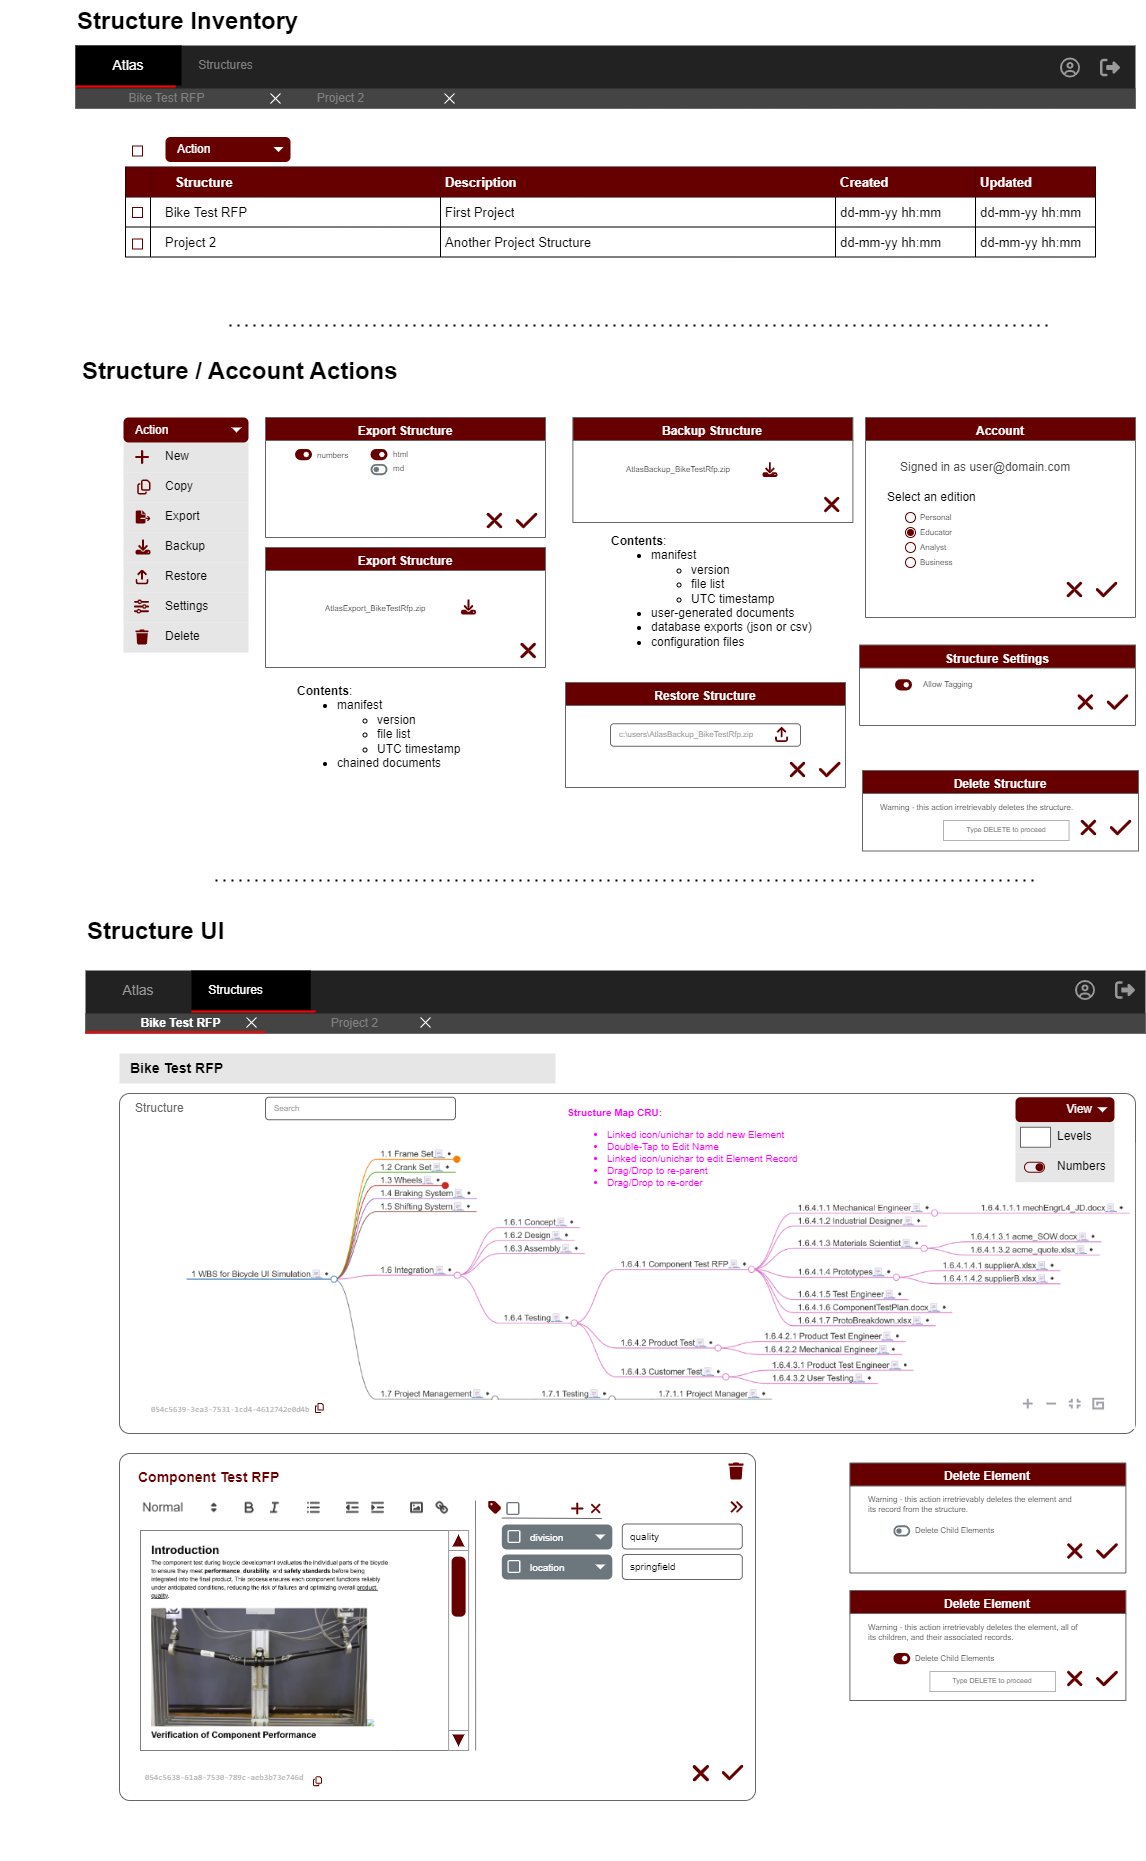 Structure Inventory
Atlas
Structures
Bike Test RFP
Project 2
Action
Structure Description Created Updated
Bike Test RFP First Project dd-mm-yy hh:mm dd-mm-yy hh:mm
Project 2 Another Project Structure dd-mm-yy hh:mm dd-mm-yy hh:mm
Structure / Account Actions
Action
New
Copy
Export
Backup
Restore
Settings
Delete
Export Structure
numbers
html
md
Export Structure
AtlasExport_BikeTestRfp.zip
Contents:
manifest
version
file list
UTC timestamp
chained documents
Backup Structure
AtlasBackup_BikeTestRfp.zip
Contents:
manifest
version
file list
UTC timestamp
user-generated documents
database exports (json or csv)
configuration files
Restore Structure
c:\users\AtlasBackup_BikeTestRfp.zip
Account
Signed in as user@domain.com
Select an edition
Personal
Educator
Analyst
Business
Structure Settings
Allow Tagging
Delete Structure
Warning - this action irretrievably deletes the structure.
Type DELETE to proceed
Structure UI
Atlas
Structures
Bike Test RFP
Project 2
Bike Test RFP
Structure
Search
Structure Map CRU:
Linked icon/unichar to add new Element
Double-Tap to Edit Name
Linked icon/unichar to edit Element Record
Drag/Drop to re-parent
Drag/Drop to re-order
View
Levels
Numbers
1 WBS for Bicycle UI Simulation
1.1 Frame Set
1.2 Crank Set
1.3 Wheels
1.4 Braking System
1.5 Shifting System
1.6 Integration
1.6.1 Concept
1.6.2 Design
1.6.3 Assembly
1.6.4 Testing
1.6.4.1 Component Test RFP
1.6.4.1.1 Mechanical Engineer
1.6.4.1.1.1 mechEngrL4_JD.docx
1.6.4.1.2 Industrial Designer
1.6.4.1.3 Materials Scientist
1.6.4.1.3.1 acme_SOW.docx
1.6.4.1.3.2 acme_quote.xlsx
1.6.4.1.4 Prototypes
1.6.4.1.4.1 supplierA.xlsx
1.6.4.1.4.2 supplierB.xlsx
1.6.4.1.5 Test Engineer
1.6.4.1.6 ComponentTestPlan.docx
1.6.4.1.7 ProtoBreakdown.xlsx
1.6.4.2 Product Test
1.6.4.2.1 Product Test Engineer
1.6.4.2.2 Mechanical Engineer
1.6.4.3 Customer Test
1.6.4.3.1 Product Test Engineer
1.6.4.3.2 User Testing
1.7 Project Management
1.7.1 Testing
1.7.1.1 Project Manager
054c5639-3ea3-7531-1cd4-4612742e0d4b
Component Test RFP
Normal
B I
Introduction
The component test during bicycle development evaluates the individual parts of the bicycle
to ensure they meet performance, durability, and safety standards before being
integrated into the final product. This process ensures each component functions reliably
under anticipated conditions, reducing the risk of failures and optimizing overall product
quality.
Verification of Component Performance
division quality
location springfield
054c5638-61a8-7530-789c-aeb3b73e746d
Delete Element
Warning - this action irretrievably deletes the element and
its record from the structure.
Delete Child Elements
Delete Element
Warning - this action irretrievably deletes the element, all of
its children, and their associated records.
Delete Child Elements
Type DELETE to proceed